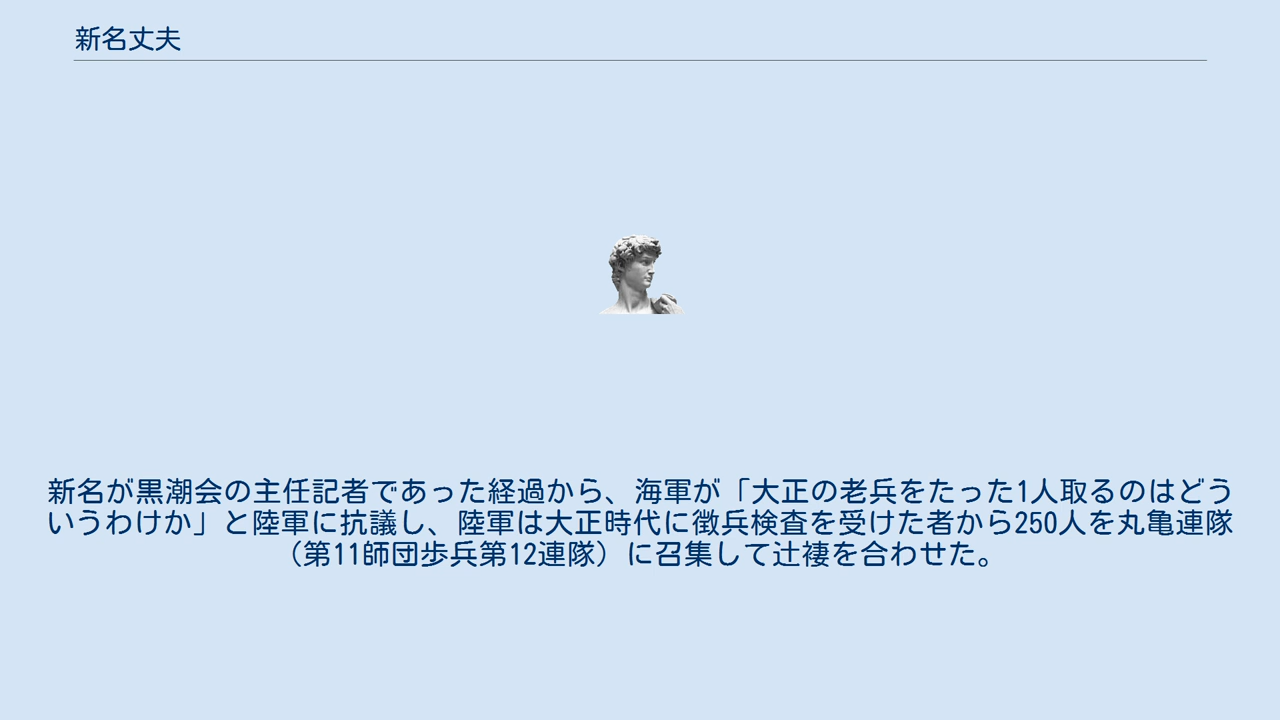 新名丈夫
新名が黒潮会の主任記者であった経過から、海軍が「大正の老兵をたった1人取るのはどう
いうわけか」と陸軍に抗議し、陸軍は大正時代に徴兵検査を受けた者から250人を丸亀連隊
（第11師団歩兵第12連隊）に召集して辻褄を合わせた。